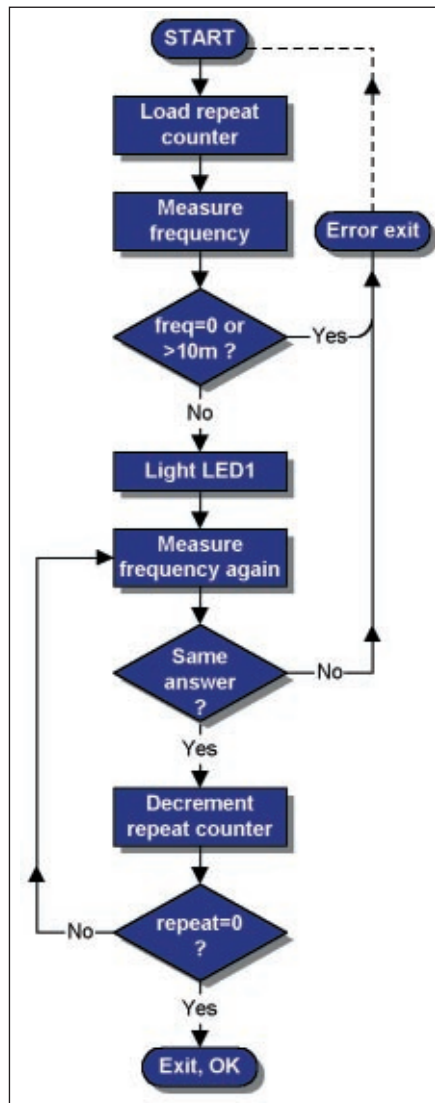 START
Load repeat
counter
Measure
frequency
Error exit
freq=0 or
>10m ?
Yes
No
Light LED1
Measure
frequency again
Same
answer
?
No
Yes
Decrement
repeat counter
repeat=0
?
No
Yes
Exit, OK